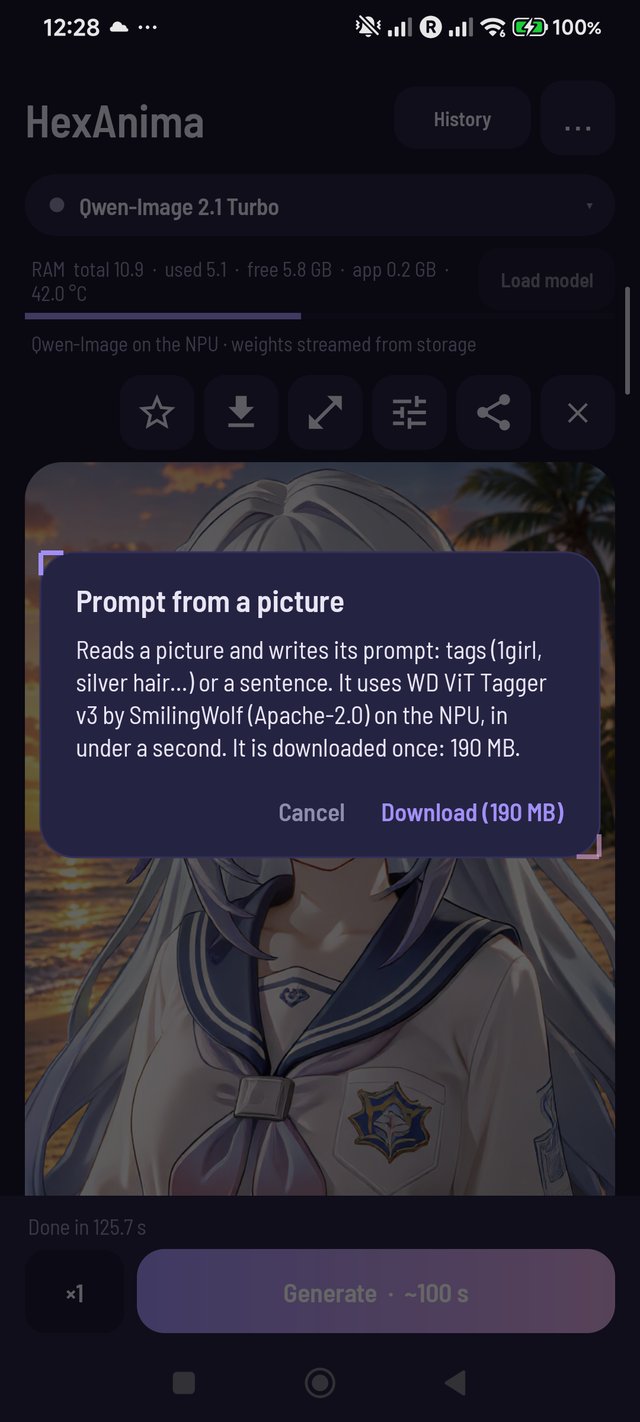 12:28
R
100%
HexAnima
History
...
Qwen-Image 2.1 Turbo
RAM total 10.9 · used 5.1 · free 5.8 GB · app 0.2 GB ·
42.0 °C
Load model
Qwen-Image on the NPU · weights streamed from storage
Prompt from a picture
Reads a picture and writes its prompt: tags (1girl,
silver hair...) or a sentence. It uses WD ViT Tagger
v3 by SmilingWolf (Apache-2.0) on the NPU, in
under a second. It is downloaded once: 190 MB.
Cancel
Download (190 MB)
Done in 125.7 s
×1
Generate · ~100 s